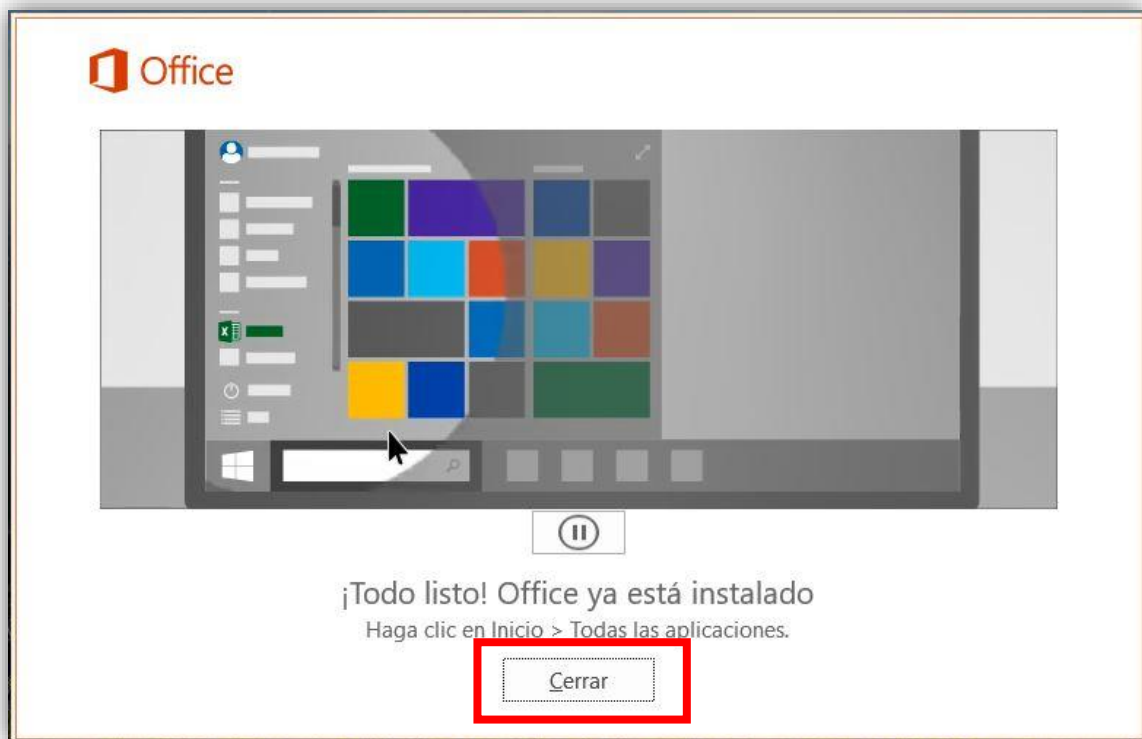 Office
¡Todo listo! Office ya está instalado
Haga clic en Inicio > Todas las aplicaciones.
Cerrar